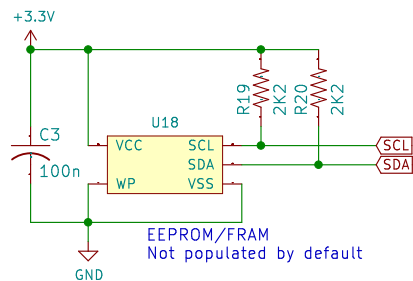 +3.3V
C3
100n
U18
VCC
WP
SCL
SDA
VSS
R19
2K2
R20
2K2
SCL
SDA
GND
EEPROM/FRAM
Not populated by default